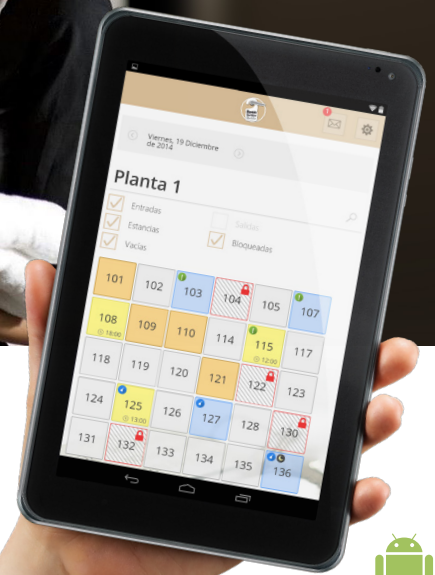 Viernes, 19 Diciembre
de 2014
Planta 1
Entradas
Salidas
Estancias
Bloqueadas
Vacías
101 102 103 104 105 107
108 109 110 114 115 117
18:00 12:00
118 119 120 121 122 123
124 125 126 127 128 130
13:00
131 132 133 134 135 136